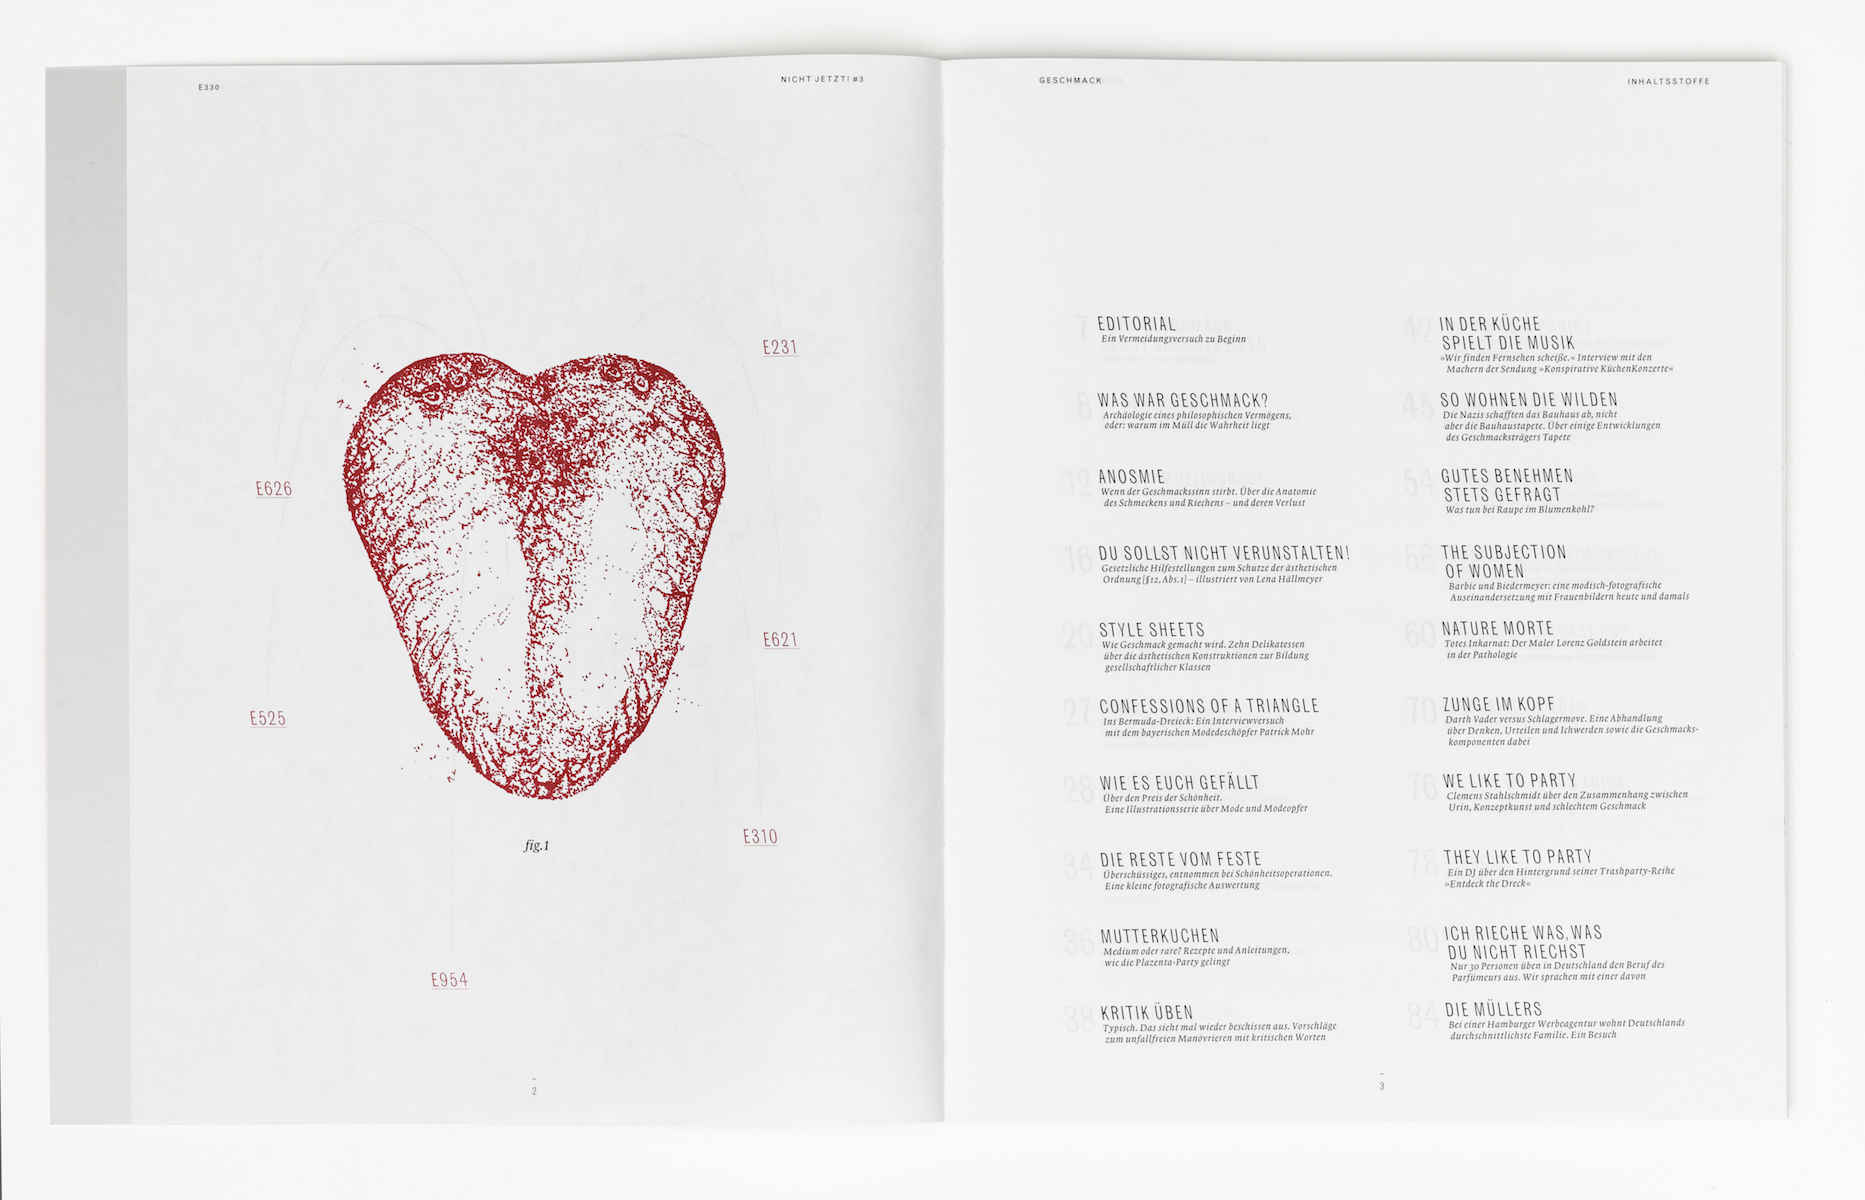 E330
NICHT JETZT! #3
E231
E626
E621
E525
E310
fig.1
E954
–
2
GESCHMACK
INHALTSSTOFFE
7
EDITORIAL
Ein Vermeidungsversuch zu Beginn
8
WAS WAR GESCHMACK?
Archäologie eines philosophischen Vermögens,
oder: warum im Müll die Wahrheit liegt
12
ANOSMIE
Wenn der Geschmackssinn stirbt. Über die Anatomie
des Schmeckens und Riechens – und deren Verlust
16
DU SOLLST NICHT VERUNSTALTEN!
Gesetzliche Hilfestellungen zum Schutze der ästhetischen
Ordnung [§12, Abs.1] – illustriert von Lena Hällmeyer
20
STYLE SHEETS
Wie Geschmack gemacht wird. Zehn Delikatessen
über die ästhetischen Konstruktionen zur Bildung
gesellschaftlicher Klassen
27
CONFESSIONS OF A TRIANGLE
Ins Bermuda-Dreieck: Ein Interviewversuch
mit dem bayerischen Modedeschöpfer Patrick Mohr
28
WIE ES EUCH GEFÄLLT
Über den Preis der Schönheit.
Eine Illustrationsserie über Mode und Modeopfer
34
DIE RESTE VOM FESTE
Überschüssiges, entnommen bei Schönheitsoperationen.
Eine kleine fotografische Auswertung
36
MUTTERKUCHEN
Medium oder rare? Rezepte und Anleitungen,
wie die Plazenta-Party gelingt
38
KRITIK ÜBEN
Typisch. Das sieht mal wieder beschissen aus. Vorschläge
zum unfallfreien Manövrieren mit kritischen Worten
42
IN DER KÜCHE
SPIELT DIE MUSIK
»Wir finden Fernsehen scheiße.« Interview mit den
Machern der Sendung »Konspirative KüchenKonzerte«
45
SO WOHNEN DIE WILDEN
Die Nazis schafften das Bauhaus ab, nicht
aber die Bauhaustapete. Über einige Entwicklungen
des Geschmacksträgers Tapete
54
GUTES BENEHMEN
STETS GEFRAGT
Was tun bei Raupe im Blumenkohl?
56
THE SUBJECTION
OF WOMEN
Barbie und Biedermeyer: eine modisch-fotografische
Auseinandersetzung mit Frauenbildern heute und damals
60
NATURE MORTE
Totes Inkarnat: Der Maler Lorenz Goldstein arbeitet
in der Pathologie
70
ZUNGE IM KOPF
Darth Vader versus Schlagermove. Eine Abhandlung
über Denken, Urteilen und Ichwerden sowie die Geschmacks-
komponenten dabei
76
WE LIKE TO PARTY
Clemens Stahlschmidt über den Zusammenhang zwischen
Urin, Konzeptkunst und schlechtem Geschmack
78
THEY LIKE TO PARTY
Ein DJ über den Hintergrund seiner Trashparty-Reihe
»Entdeck the Dreck«
80
ICH RIECHE WAS, WAS
DU NICHT RIECHST
Nur 30 Personen üben in Deutschland den Beruf des
Parfümeurs aus. Wir sprachen mit einer davon
84
DIE MÜLLERS
Bei einer Hamburger Werbeagentur wohnt Deutschlands
durchschnittlichste Familie. Ein Besuch
–
3